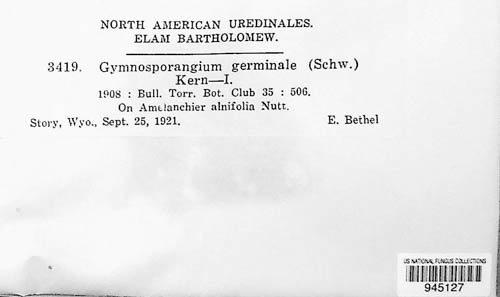 NORTH AMERICAN UREDINALES.
ELAM BARTHOLOMEW.
3419. Gymnosporangium germinale (Schw.)
Kern—I.
1908 : Bull. Torr. Bot. Club 35 : 506.
On Amelanchier alnifolia Nutt.
Story, Wyo., Sept. 25, 1921. E. Bethel
US NATIONAL FUNGUS COLLECTIONS
945127